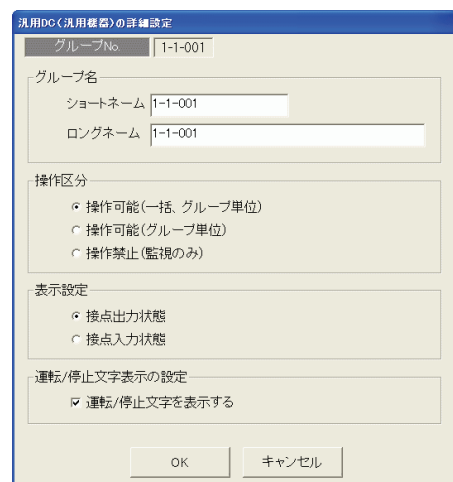 汎用DC(汎用機器)の詳細設定
グループNo. 1-1-001
グループ名
ショートネーム 1-1-001
ロングネーム 1-1-001
操作区分
操作可能(一括、グループ単位)
操作可能(グループ単位)
操作禁止(監視のみ)
表示設定
接点出力状態
接点入力状態
運転/停止文字表示の設定
運転/停止文字を表示する
OK キャンセル